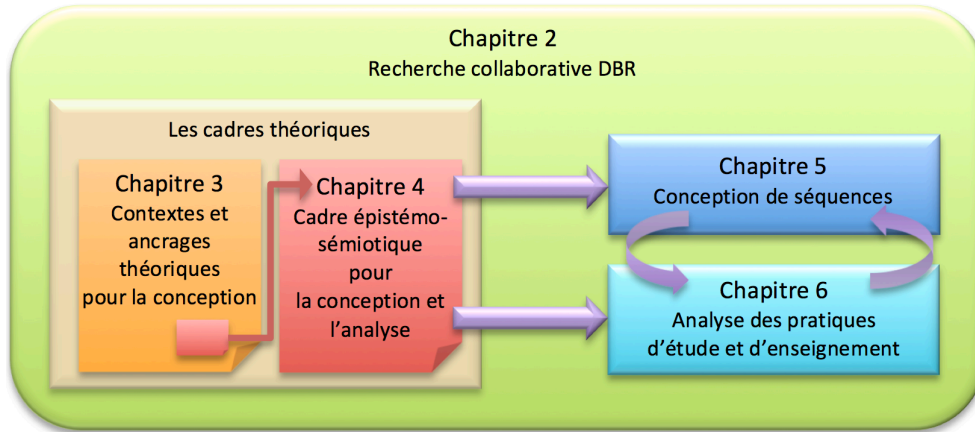 Chapitre 2
Recherche collaborative DBR
Les cadres théoriques
Chapitre 3
Contextes et
ancrages
théoriques
pour la conception
Chapitre 4
Cadre épistémo-
sémiotique
pour
la conception et
l'analyse
Chapitre 5
Conception de séquences
Chapitre 6
Analyse des pratiques
d'étude et d'enseignement